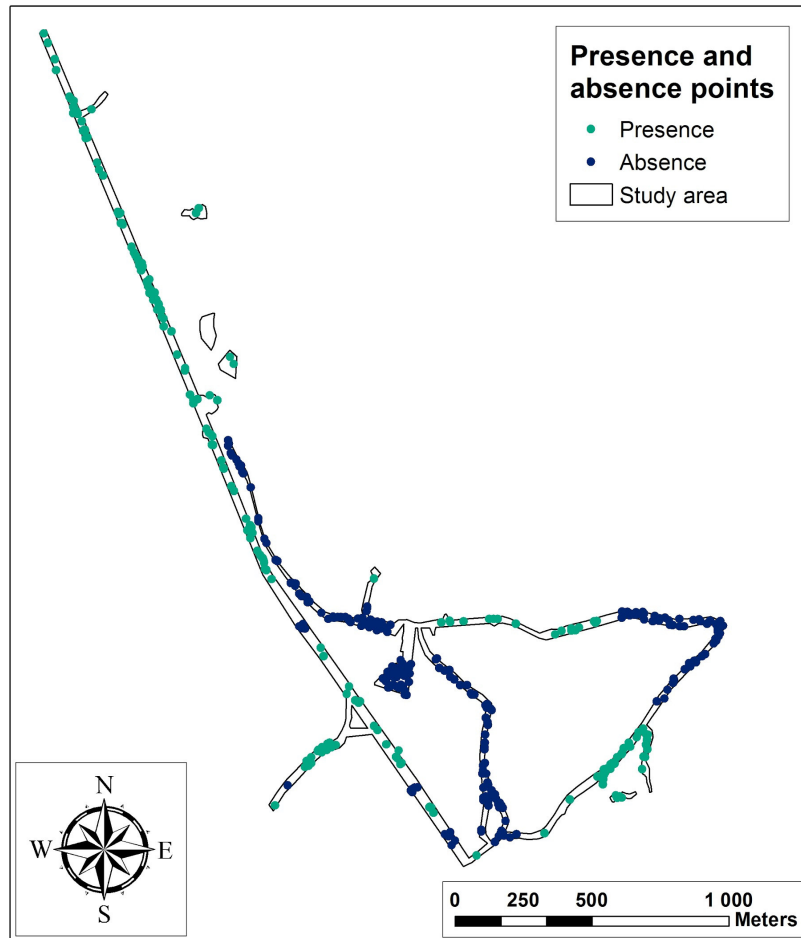 Presence and
absence points
Presence
Absence
Study area
N
W E
S
0 250 500 1 000
Meters